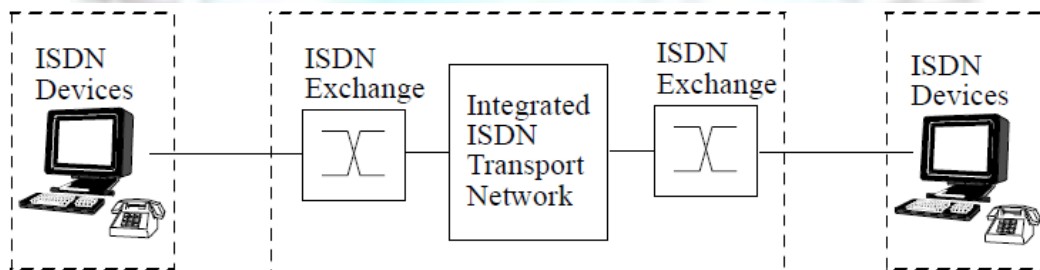 ISDN
Devices
ISDN
Exchange
Integrated
ISDN
Transport
Network
ISDN
Exchange
ISDN
Devices